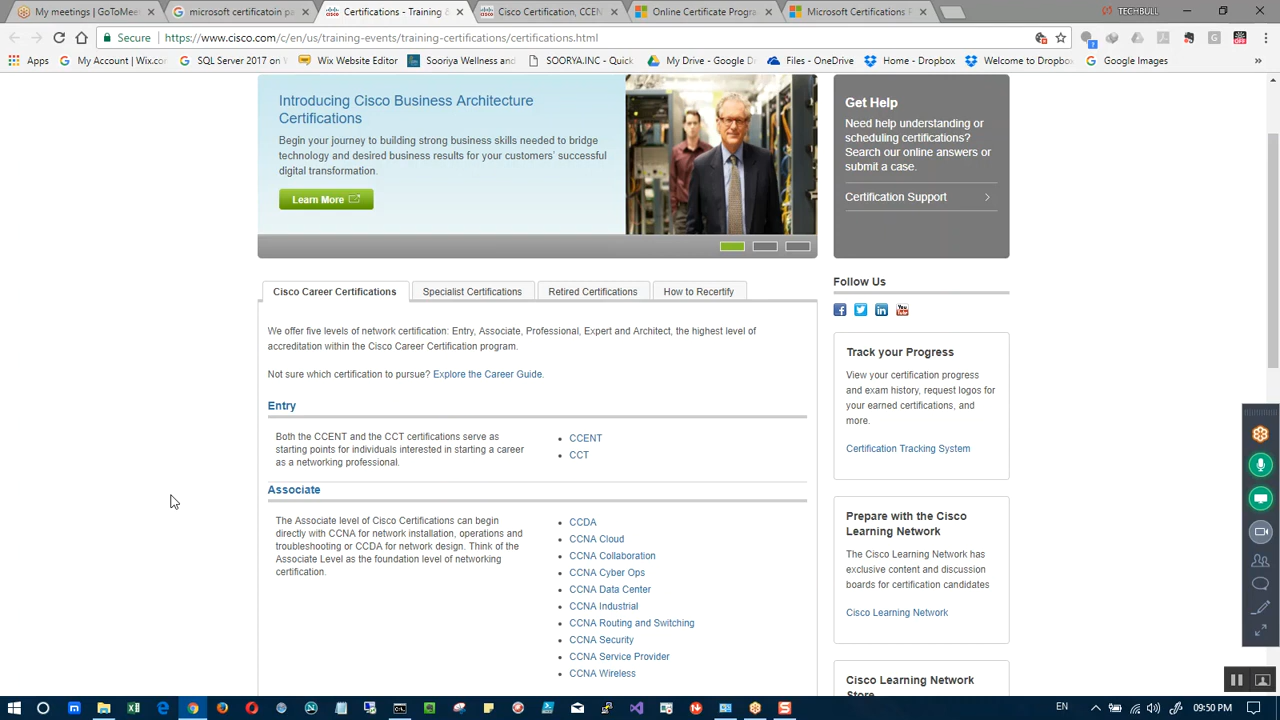 My meetings | GoToMeet
microsoft certificatoin pa
Certifications - Training &
Cisco Certification, CCEN
Online Certificate Progra
Microsoft Certifications
TECHBULL
Secure
https://www.cisco.com/c/en/us/training-events/training-certifications/certifications.html
Apps
My Account | Wix.co
SQL Server 2017 an
Wix Website Editor
Sooriya Wellness and
SOORYA.INC - Quick
My Drive - Google D
Files - OneDrive
Home - Dropbox
Welcome to Dropbox
Google Images
»
Introducing Cisco Business Architecture
Certifications
Begin your journey to building strong business skills needed to bridge
technology and desired business results for your customers' successful
digital transformation.
Learn More
Get Help
Need help understanding or
scheduling certifications?
Search our online answers or
submit a case.
Certification Support
Cisco Career Certifications
Specialist Certifications
Retired Certifications
How to Recertify
We offer five levels of network certification: Entry, Associate, Professional, Expert and Architect, the highest level of
accreditation within the Cisco Career Certification program.
Not sure which certification to pursue? Explore the Career Guide.
Entry
Both the CCENT and the CCT certifications serve as
starting points for individuals interested in starting a career
as a networking professional.
CCENT
CCT
Associate
The Associate level of Cisco Certifications can begin
directly with CCNA for network installation, operations and
troubleshooting or CCDA for network design. Think of the
Associate Level as the foundation level of networking
certification.
CCDA
CCNA Cloud
CCNA Collaboration
CCNA Cyber Ops
CCNA Data Center
CCNA Industrial
CCNA Routing and Switching
CCNA Security
CCNA Service Provider
CCNA Wireless
Follow Us
Track your Progress
View your certification progress
and exam history, request logos for
your earned certifications, and
more.
Certification Tracking System
Prepare with the Cisco
Learning Network
The Cisco Learning Network has
exclusive content and discussion
boards for certification candidates
Cisco Learning Network
Cisco Learning Network
Store
EN
09:50 PM